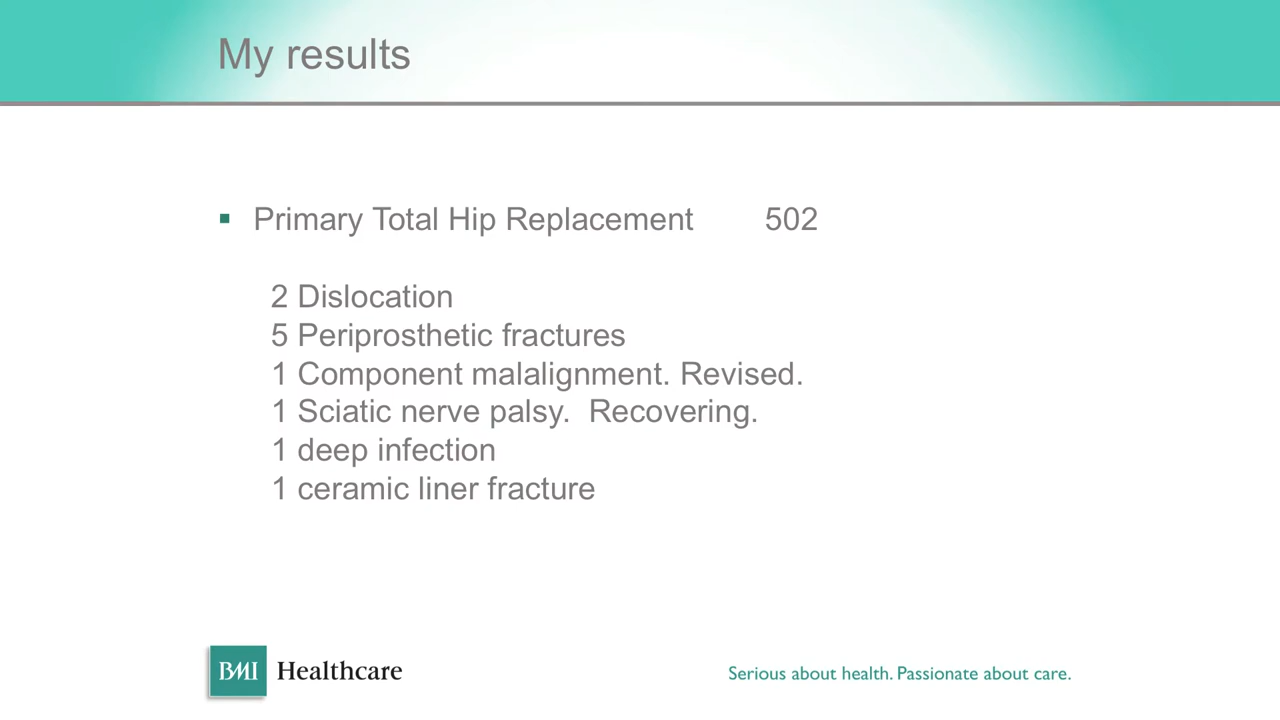 My results
Primary Total Hip Replacement 502
2 Dislocation
5 Periprosthetic fractures
1 Component malalignment. Revised.
1 Sciatic nerve palsy. Recovering.
1 deep infection
1 ceramic liner fracture
BMI Healthcare
Serious about health. Passionate about care.